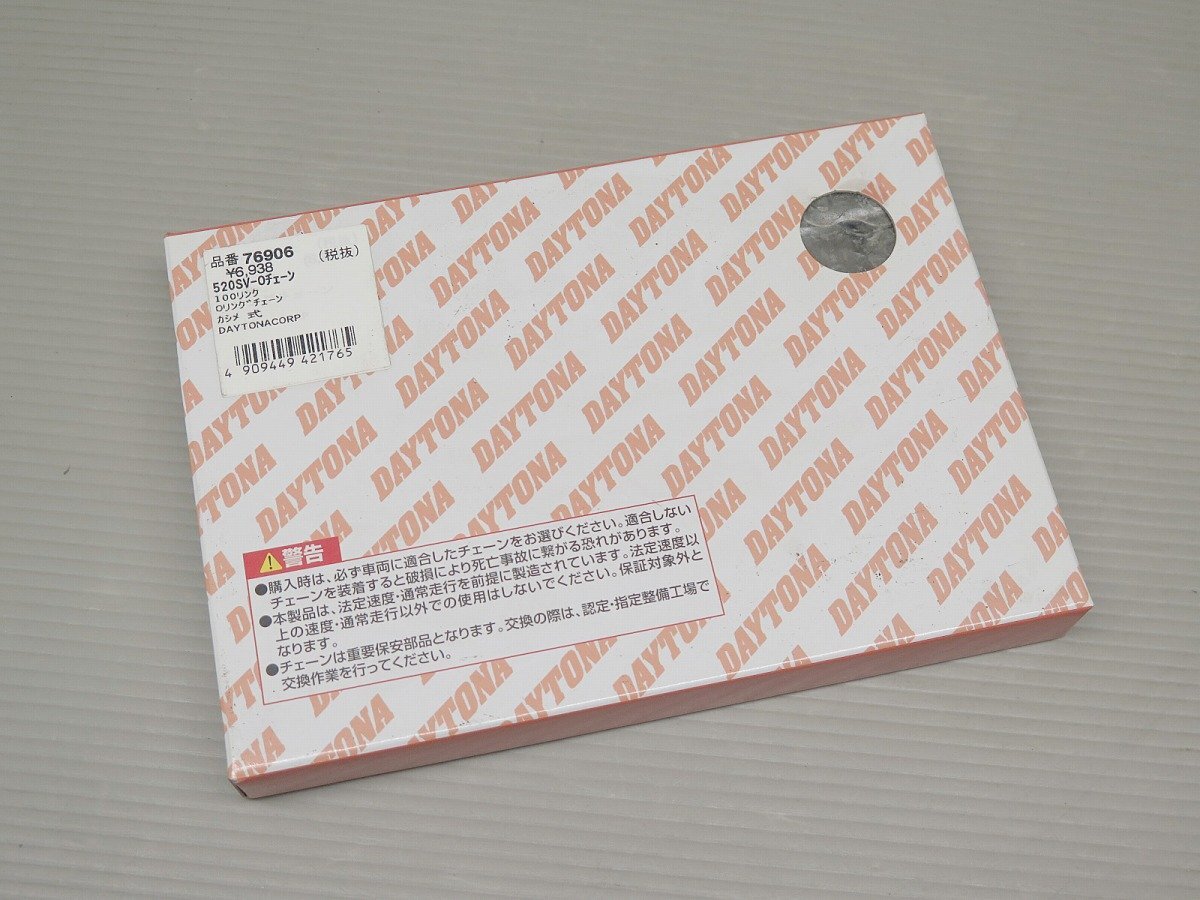 品番 76906 (税抜)
¥6,938
520SV-Oチェーン
100リンク
Oリング゛チェーン
カシメ 式
DAYTONACORP
4 909449 421765
DAYTONA DAYTONA DAYTONA DAYTONA DAYTONA
警告
●購入時は、必ず車両に適合したチェーンをお選びください。適合しない
チェーンを装着すると破損により死亡事故に繋がる恐れがあります。
●本製品は、法定速度・通常走行を前提に製造されています。法定速度以
上の速度・通常走行以外での使用はしないでください。保証対象外と
なります。
●チェーンは重要保安部品となります。交換の際は、認定・指定整備工場で
交換作業を行ってください。